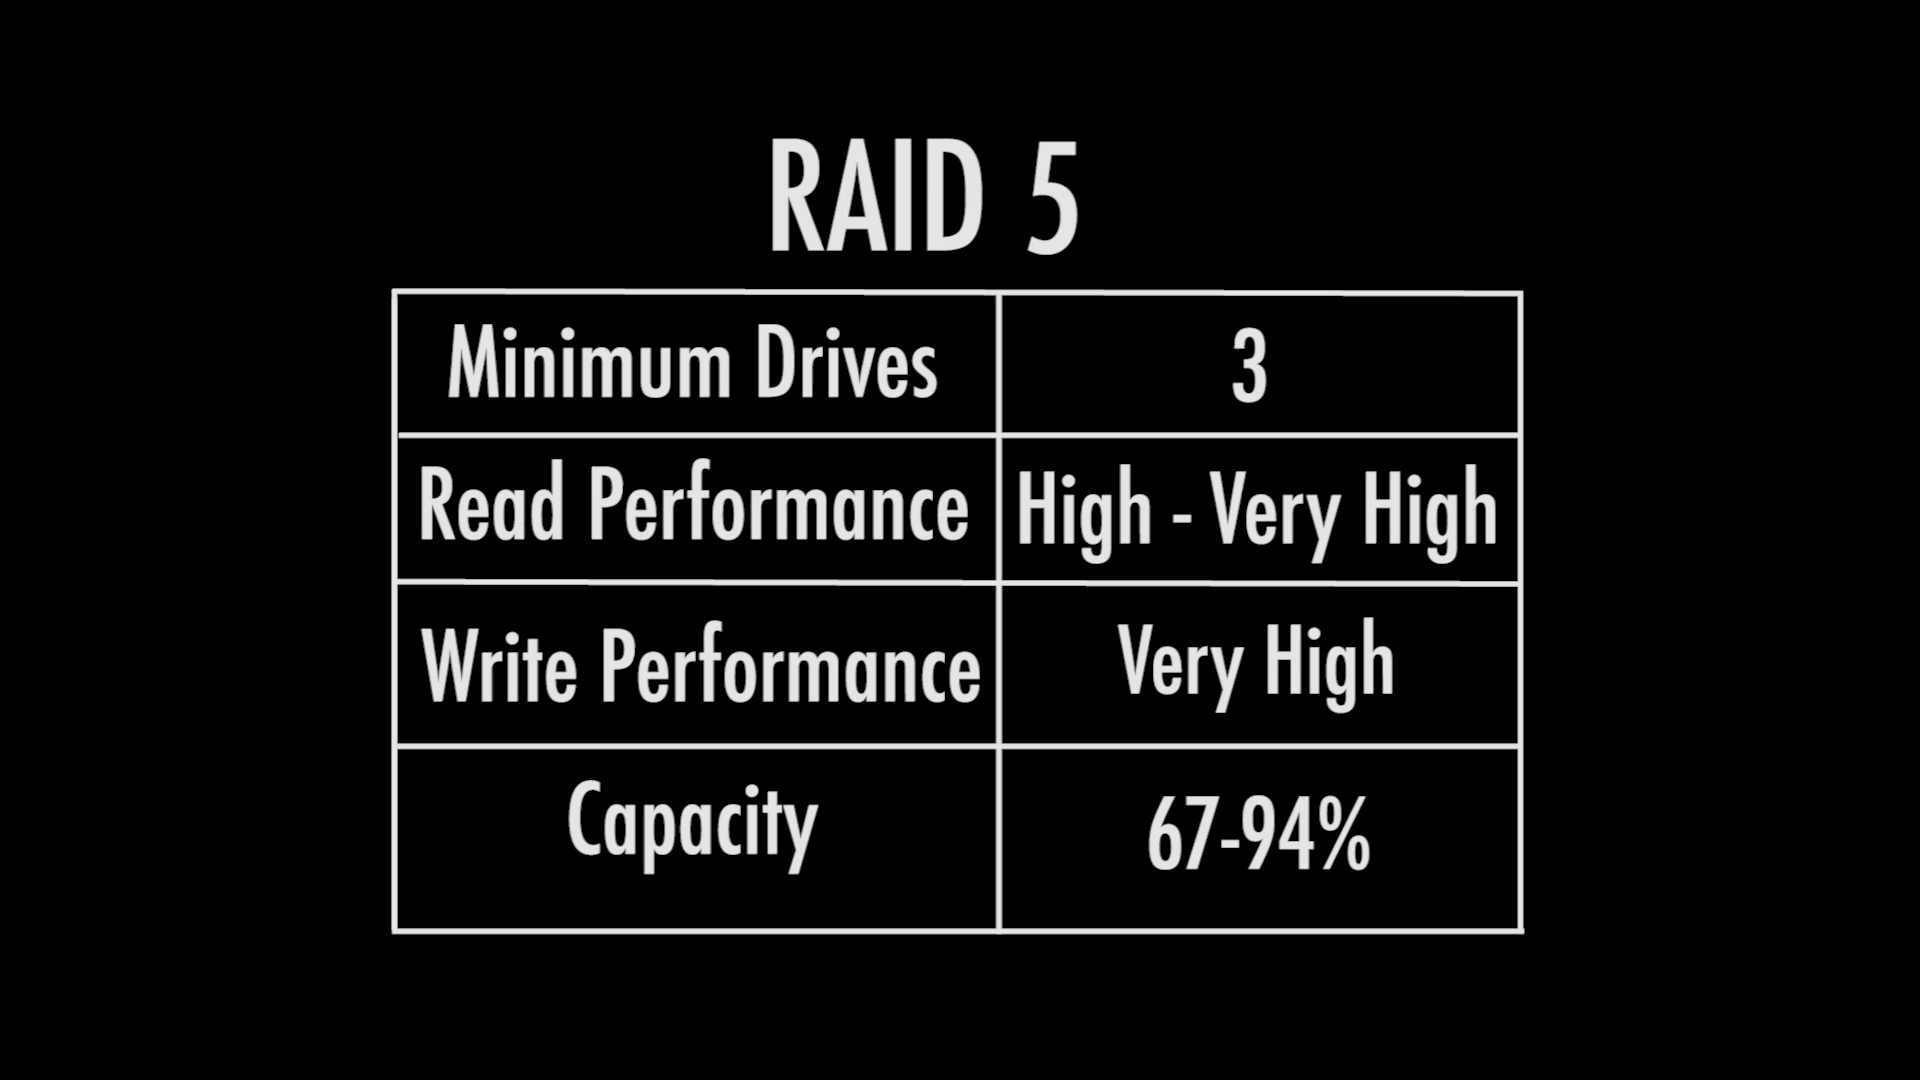 RAID 5
Minimum Drives 3
Read Performance High - Very High
Write Performance Very High
Capacity 67-94%